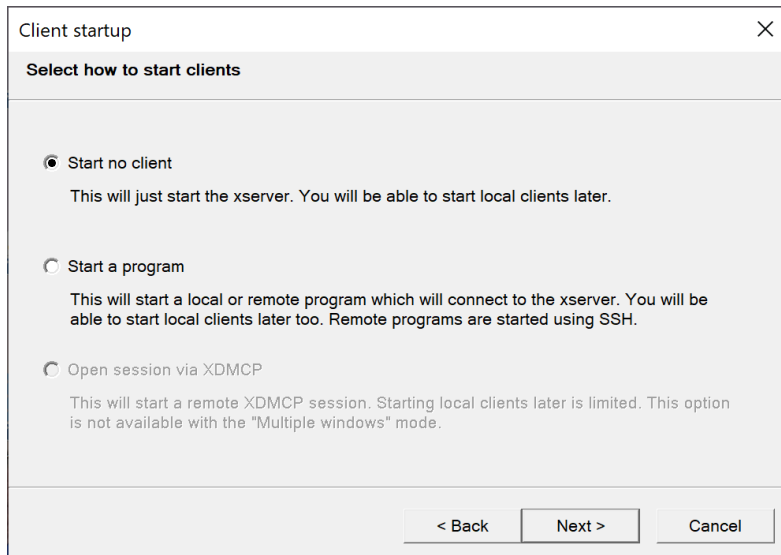 Client startup
Select how to start clients
Start no client
This will just start the xserver. You will be able to start local clients later.
Start a program
This will start a local or remote program which will connect to the xserver. You will be
able to start local clients later too. Remote programs are started using SSH.
Open session via XDMCP
This will start a remote XDMCP session. Starting local clients later is limited. This option
is not available with the "Multiple windows" mode.
< Back Next > Cancel